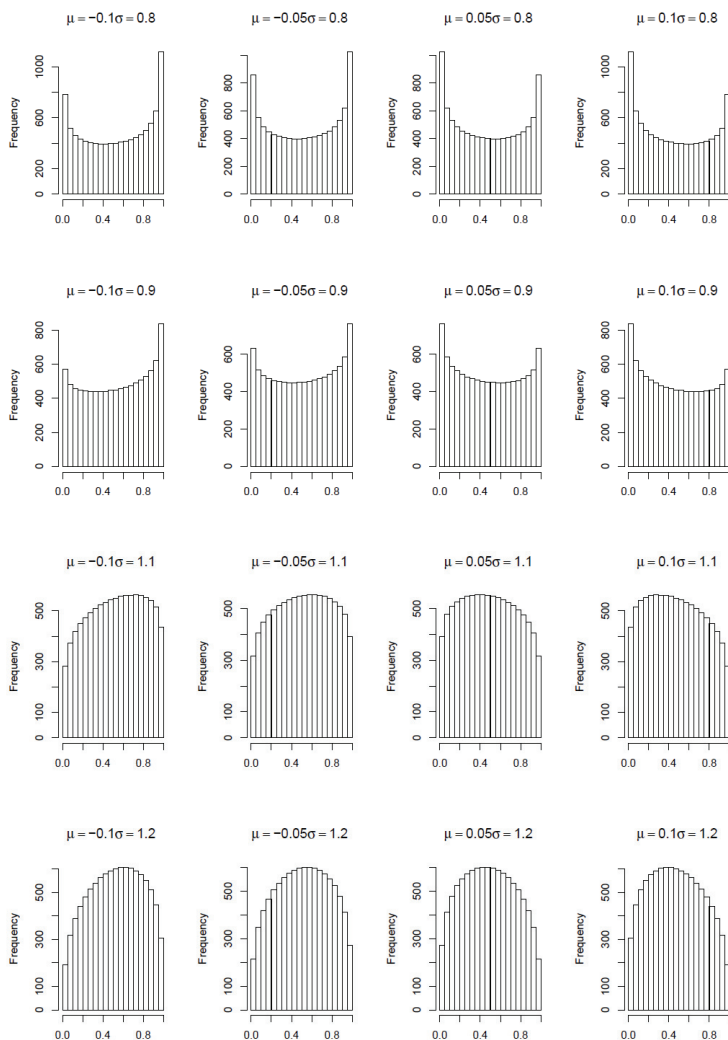 μ = −0.1σ = 0.8
μ = −0.05σ = 0.8
μ = 0.05σ = 0.8
μ = 0.1σ = 0.8
Frequency
0 200 400 600 1000
0.0 0.4 0.8
Frequency
0 200 400 600 800
0.0 0.4 0.8
Frequency
0 200 400 600 800
0.0 0.4 0.8
Frequency
0 200 400 600 1000
0.0 0.4 0.8
μ = −0.1σ = 0.9
μ = −0.05σ = 0.9
μ = 0.05σ = 0.9
μ = 0.1σ = 0.9
Frequency
0 200 400 600 800
0.0 0.4 0.8
Frequency
0 200 400 600
0.0 0.4 0.8
Frequency
0 200 400 600
0.0 0.4 0.8
Frequency
0 200 400 600 800
0.0 0.4 0.8
μ = −0.1σ = 1.1
μ = −0.05σ = 1.1
μ = 0.05σ = 1.1
μ = 0.1σ = 1.1
Frequency
0 100 300 500
0.0 0.4 0.8
Frequency
0 100 300 500
0.0 0.4 0.8
Frequency
0 100 300 500
0.0 0.4 0.8
Frequency
0 100 300 500
0.0 0.4 0.8
μ = −0.1σ = 1.2
μ = −0.05σ = 1.2
μ = 0.05σ = 1.2
μ = 0.1σ = 1.2
Frequency
0 100 300 500
0.0 0.4 0.8
Frequency
0 100 300 500
0.0 0.4 0.8
Frequency
0 100 300 500
0.0 0.4 0.8
Frequency
0 100 300 500
0.0 0.4 0.8